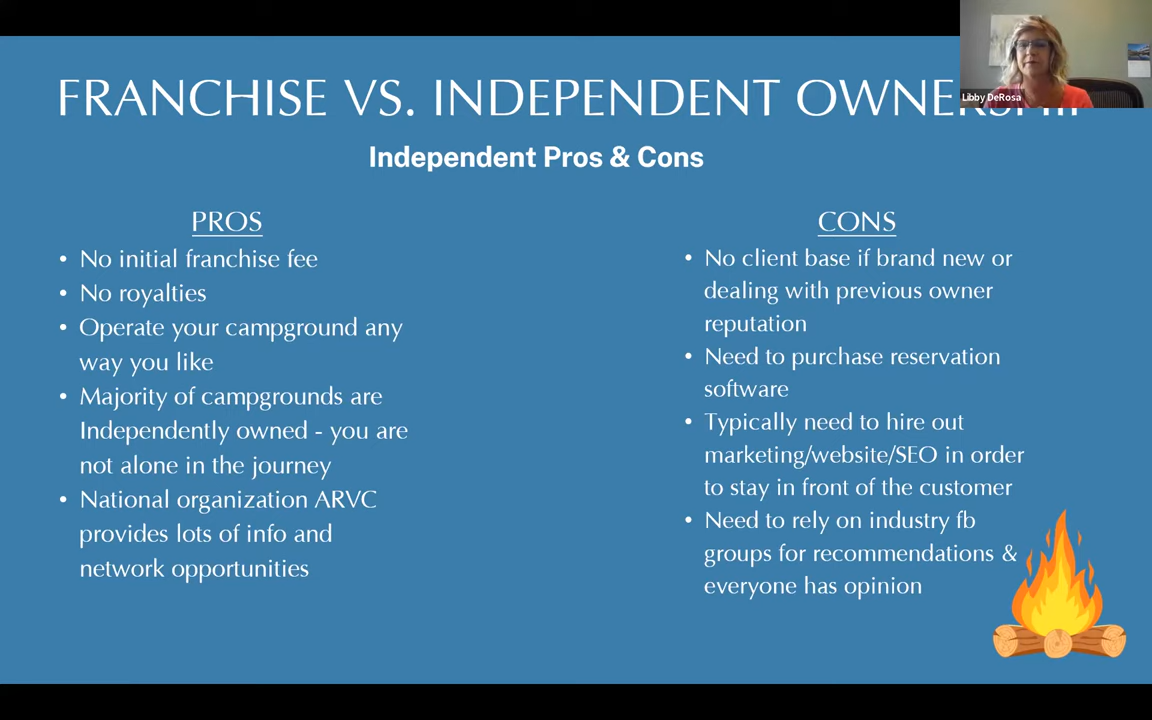 FRANCHISE VS. INDEPENDENT
Libby DeRosa
Independent Pros & Cons
PROS
• No initial franchise fee
• No royalties
• Operate your campground any
way you like
• Majority of campgrounds are
Independently owned - you are
not alone in the journey
• National organization ARVC
provides lots of info and
network opportunities
CONS
• No client base if brand new or
dealing with previous owner
reputation
• Need to purchase reservation
software
• Typically need to hire out
marketing/website/SEO in order
to stay in front of the customer
• Need to rely on industry fb
groups for recommendations &
everyone has opinion